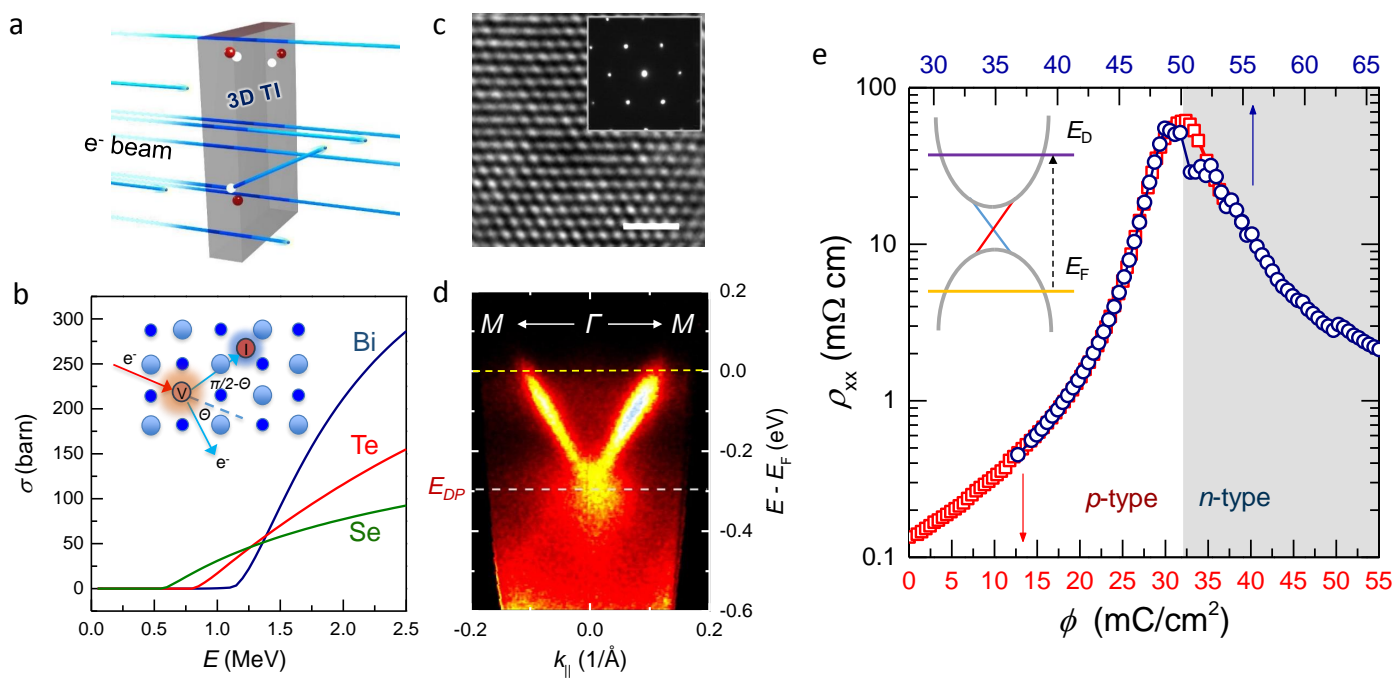 a
3D TI
e⁻ beam
b
300
250
200
150
100
50
0
σ (barn)
0.0 0.5 1.0 1.5 2.0 2.5
E (MeV)
Bi
Te
Se
e⁻
V
I
π/2-Θ
Θ
e⁻
c
d
M Γ M
E_DP
0.2
0.0
-0.2
-0.4
-0.6
E - E_F (eV)
-0.2 0.0 0.2
k_|| (1/Å)
e
30 35 40 45 50 55 60 65
100
10
1
0.1
ρ_xx (mΩ cm)
E_D
E_F
p-type n-type
0 5 10 15 20 25 30 35 40 45 50 55
ϕ (mC/cm²)